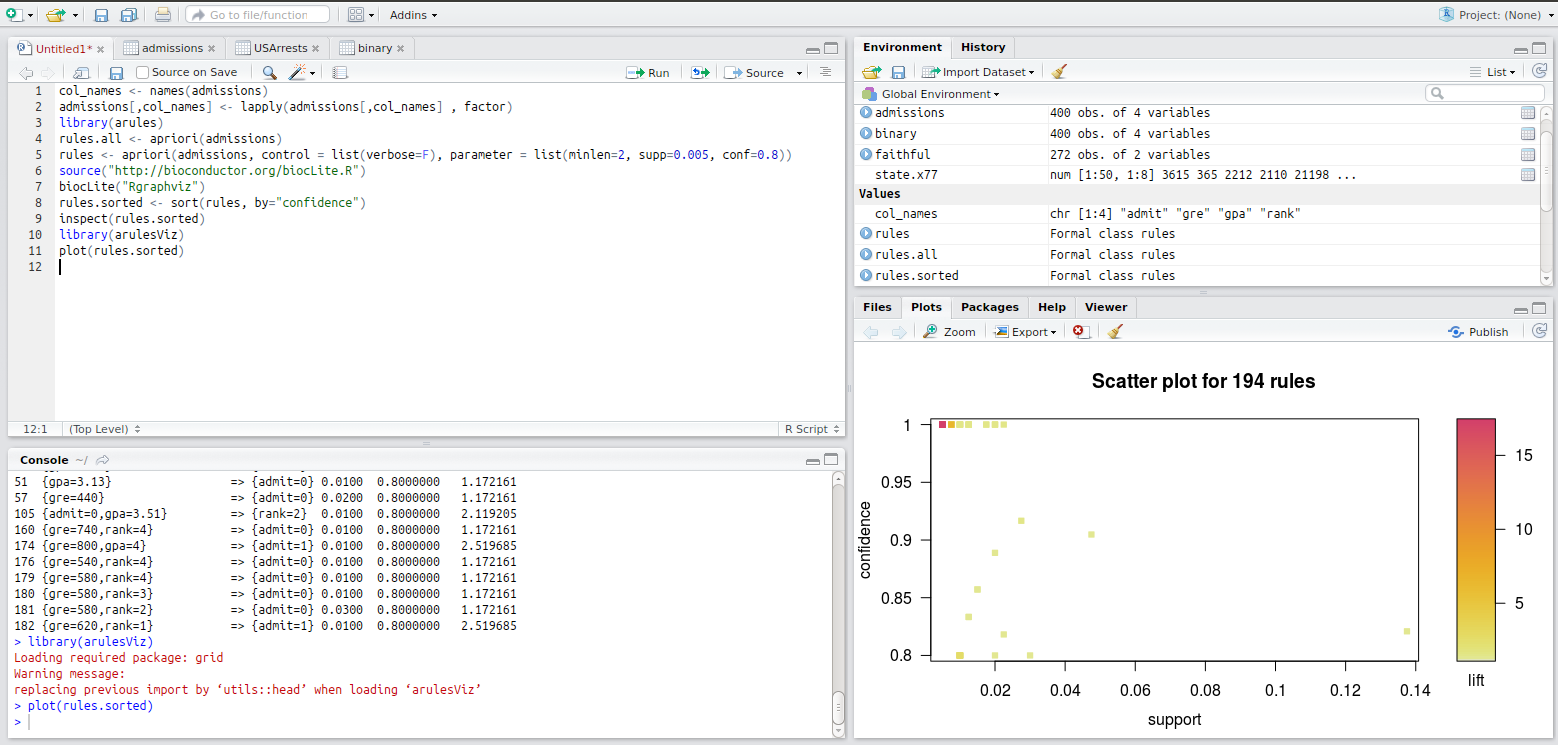 Go to file/function Addins Project: (None)
Untitled1* admissions USArrests binary
Source on Save Run Source
1 col_names <- names(admissions)
2 admissions[,col_names] <- lapply(admissions[,col_names] , factor)
3 library(arules)
4 rules.all <- apriori(admissions)
5 rules <- apriori(admissions, control = list(verbose=F), parameter = list(minlen=2, supp=0.005, conf=0.8))
6 source("http://bioconductor.org/biocLite.R")
7 biocLite("Rgraphviz")
8 rules.sorted <- sort(rules, by="confidence")
9 inspect(rules.sorted)
10 library(arulesViz)
11 plot(rules.sorted)
12
12:1 (Top Level) R Script
Console ~/
51 {gpa=3.13} => {admit=0} 0.0100 0.8000000 1.172161
57 {gre=440} => {admit=0} 0.0200 0.8000000 1.172161
105 {admit=0,gpa=3.51} => {rank=2} 0.0100 0.8000000 2.119205
160 {gre=740,rank=4} => {admit=0} 0.0100 0.8000000 1.172161
174 {gre=800,gpa=4} => {admit=1} 0.0100 0.8000000 2.519685
176 {gre=540,rank=4} => {admit=0} 0.0100 0.8000000 1.172161
179 {gre=580,rank=4} => {admit=0} 0.0100 0.8000000 1.172161
180 {gre=580,rank=3} => {admit=0} 0.0100 0.8000000 1.172161
181 {gre=580,rank=2} => {admit=0} 0.0300 0.8000000 1.172161
182 {gre=620,rank=1} => {admit=1} 0.0100 0.8000000 2.519685
> library(arulesViz)
Loading required package: grid
Warning message:
replacing previous import by ‘utils::head’ when loading ‘arulesViz’
> plot(rules.sorted)
>
Environment History
Import Dataset List
Global Environment
admissions 400 obs. of 4 variables
binary 400 obs. of 4 variables
faithful 272 obs. of 2 variables
state.x77 num [1:50, 1:8] 3615 365 2212 2110 21198 ...
Values
col_names chr [1:4] "admit" "gre" "gpa" "rank"
rules Formal class rules
rules.all Formal class rules
rules.sorted Formal class rules
Files Plots Packages Help Viewer
Zoom Export Publish
Scatter plot for 194 rules
1
0.95
0.9
0.85
0.8
confidence
0.02 0.04 0.06 0.08 0.1 0.12 0.14
support
15
10
5
lift